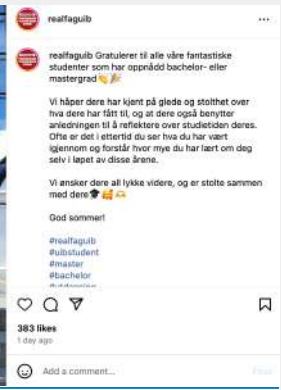 realfaguib
realfaguib Gratulerer til alle våre fantastiske
studenter som har oppnådd bachelor- eller
mastergrad
Vi håper dere har kjent på glede og stolthet over
hva dere har fått til, og at dere også benytter
anledningen til å reflektere over studietiden deres.
Ofte er det i ettertid du ser hva du har vært
igjennom og forstår hvor mye du har lært om deg
selv i løpet av disse årene.
Vi ønsker dere all lykke videre, og er stolte sammen
med dere
God sommer!
#realfaguib
#uibstudent
#master
#bachelor
383 likes
1 day ago
Add a comment...
Post